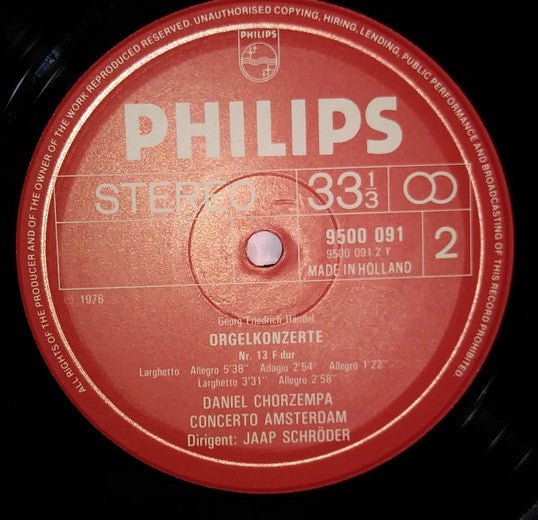 ALL RIGHTS OF THE PRODUCER AND OF THE OWNER OF THE WORK REPRODUCED RESERVED. UNAUTHORISED COPYING, HIRING, LENDING, PUBLIC PERFORMANCE AND BROADCASTING OF THIS RECORD PROHIBITED
PHILIPS
PHILIPS
STEREO 33 1/3
9500 091 2
9500 091.2 Y
MADE IN HOLLAND
℗ 1976
Georg Friedrich Handel
ORGELKONZERTE
Nr. 13 F dur
Larghetto · Allegro 5'38" · Adagio 2'54" · Allegro 1'22"
Larghetto 3'31" · Allegro 2'58"
DANIEL CHORZEMPA
CONCERTO AMSTERDAM
Dirigent: JAAP SCHRÖDER